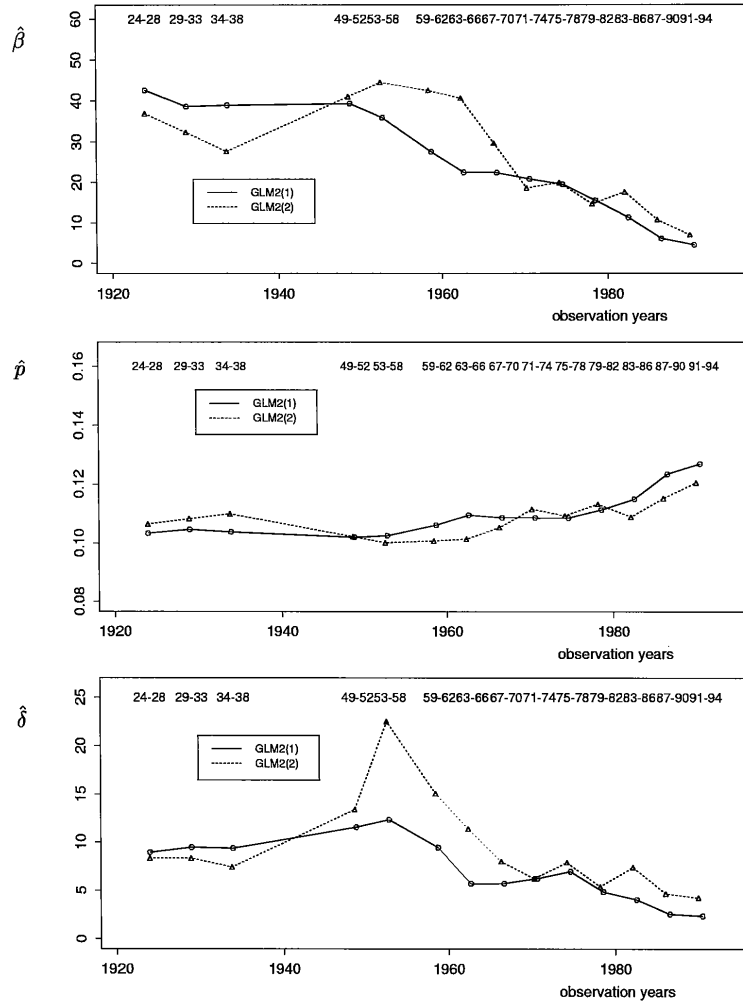 β̂
24-28 29-33 34-38 49-5253-58 59-6263-6667-7071-7475-7879-8283-8687-9091-94
60
50
40
30
20
10
0
GLM2(1)
GLM2(2)
1920 1940 1960 1980
observation years
p̂
24-28 29-33 34-38 49-52 53-58 59-62 63-66 67-70 71-74 75-78 79-82 83-86 87-90 91-94
0.16
0.14
0.12
0.10
0.08
GLM2(1)
GLM2(2)
1920 1940 1960 1980
observation years
δ̂
24-28 29-33 34-38 49-5253-58 59-6263-6667-7071-7475-7879-8283-8687-9091-94
25
20
15
10
5
0
GLM2(1)
GLM2(2)
1920 1940 1960 1980
observation years